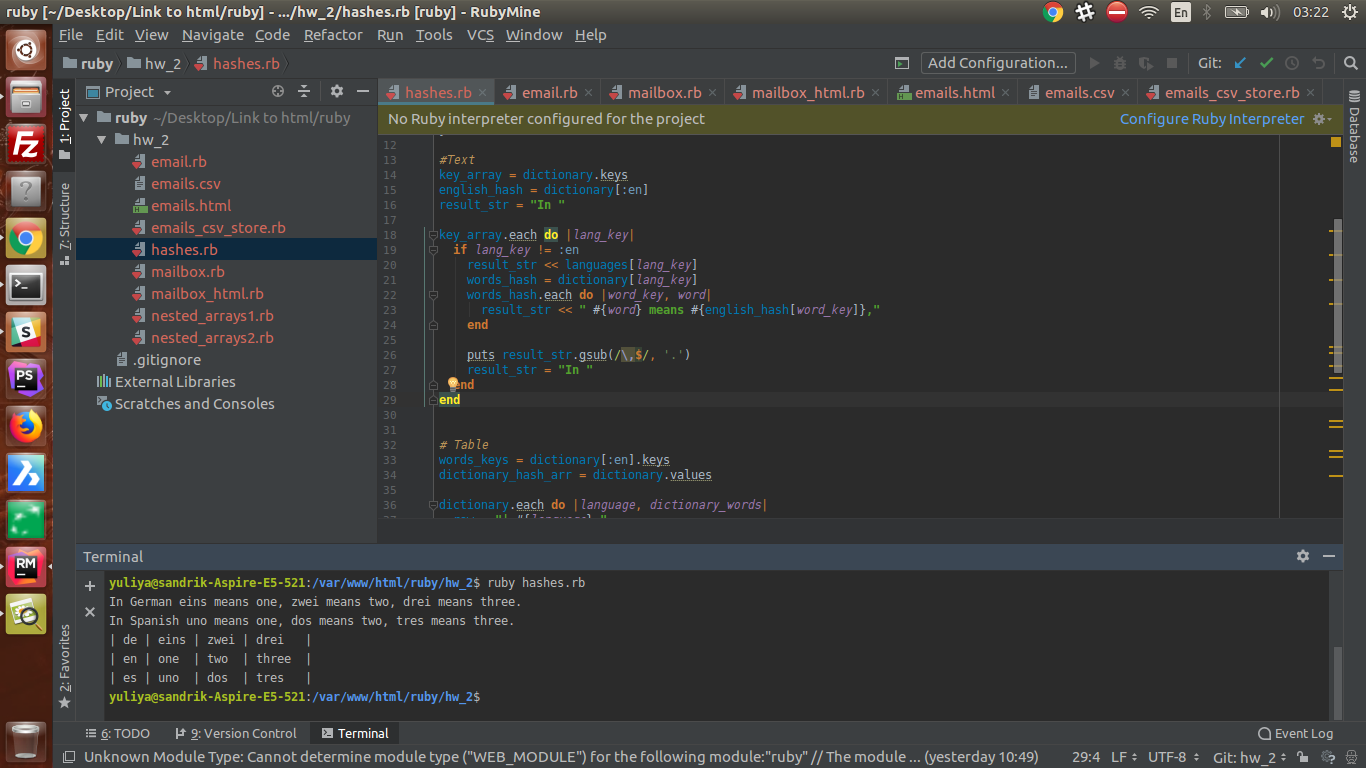 ruby [~/Desktop/Link to html/ruby] - .../hw_2/hashes.rb [ruby] - RubyMine
En
03:22
File Edit View Navigate Code Refactor Run Tools VCS Window Help
ruby hw_2 hashes.rb
Add Configuration...
Git:
Project
hashes.rb email.rb mailbox.rb mailbox_html.rb emails.html emails.csv emails_csv_store.rb
No Ruby interpreter configured for the project
Configure Ruby Interpreter
1: Project
7: Structure
2: Favorites
Database
ruby ~/Desktop/Link to html/ruby
hw_2
email.rb
emails.csv
emails.html
emails_csv_store.rb
hashes.rb
mailbox.rb
mailbox_html.rb
nested_arrays1.rb
nested_arrays2.rb
.gitignore
External Libraries
Scratches and Consoles
Fz
?
S
PS
RM
12
13 #Text
14 key_array = dictionary.keys
15 english_hash = dictionary[:en]
16 result_str = "In "
17
18 key_array.each do |lang_key|
19 if lang_key != :en
20 result_str << languages[lang_key]
21 words_hash = dictionary[lang_key]
22 words_hash.each do |word_key, word|
23 result_str << " #{word} means #{english_hash[word_key]},"
24 end
25
26 puts result_str.gsub(/\,$/, '.')
27 result_str = "In "
28 end
29 end
30
31
32 # Table
33 words_keys = dictionary[:en].keys
34 dictionary_hash_arr = dictionary.values
35
36 dictionary.each do |language, dictionary_words|
Terminal
yuliya@sandrik-Aspire-E5-521:/var/www/html/ruby/hw_2$ ruby hashes.rb
In German eins means one, zwei means two, drei means three.
In Spanish uno means one, dos means two, tres means three.
| de | eins | zwei | drei |
| en | one | two | three |
| es | uno | dos | tres |
yuliya@sandrik-Aspire-E5-521:/var/www/html/ruby/hw_2$
6: TODO 9: Version Control Terminal Event Log
Unknown Module Type: Cannot determine module type ("WEB_MODULE") for the following module:"ruby" // The module ... (yesterday 10:49)
29:4 LF UTF-8 Git: hw_2